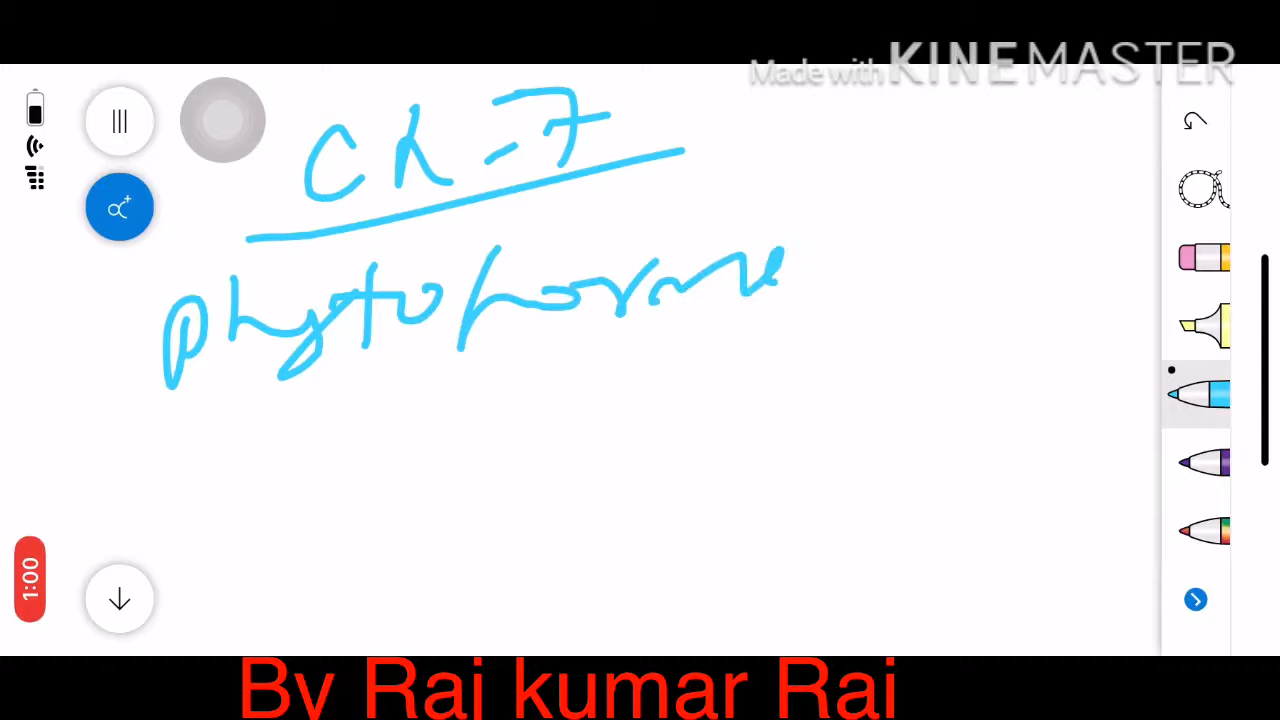 Made with KINEMASTER
Ch-7
Phytohormone
1:00
By Raj kumar Rai